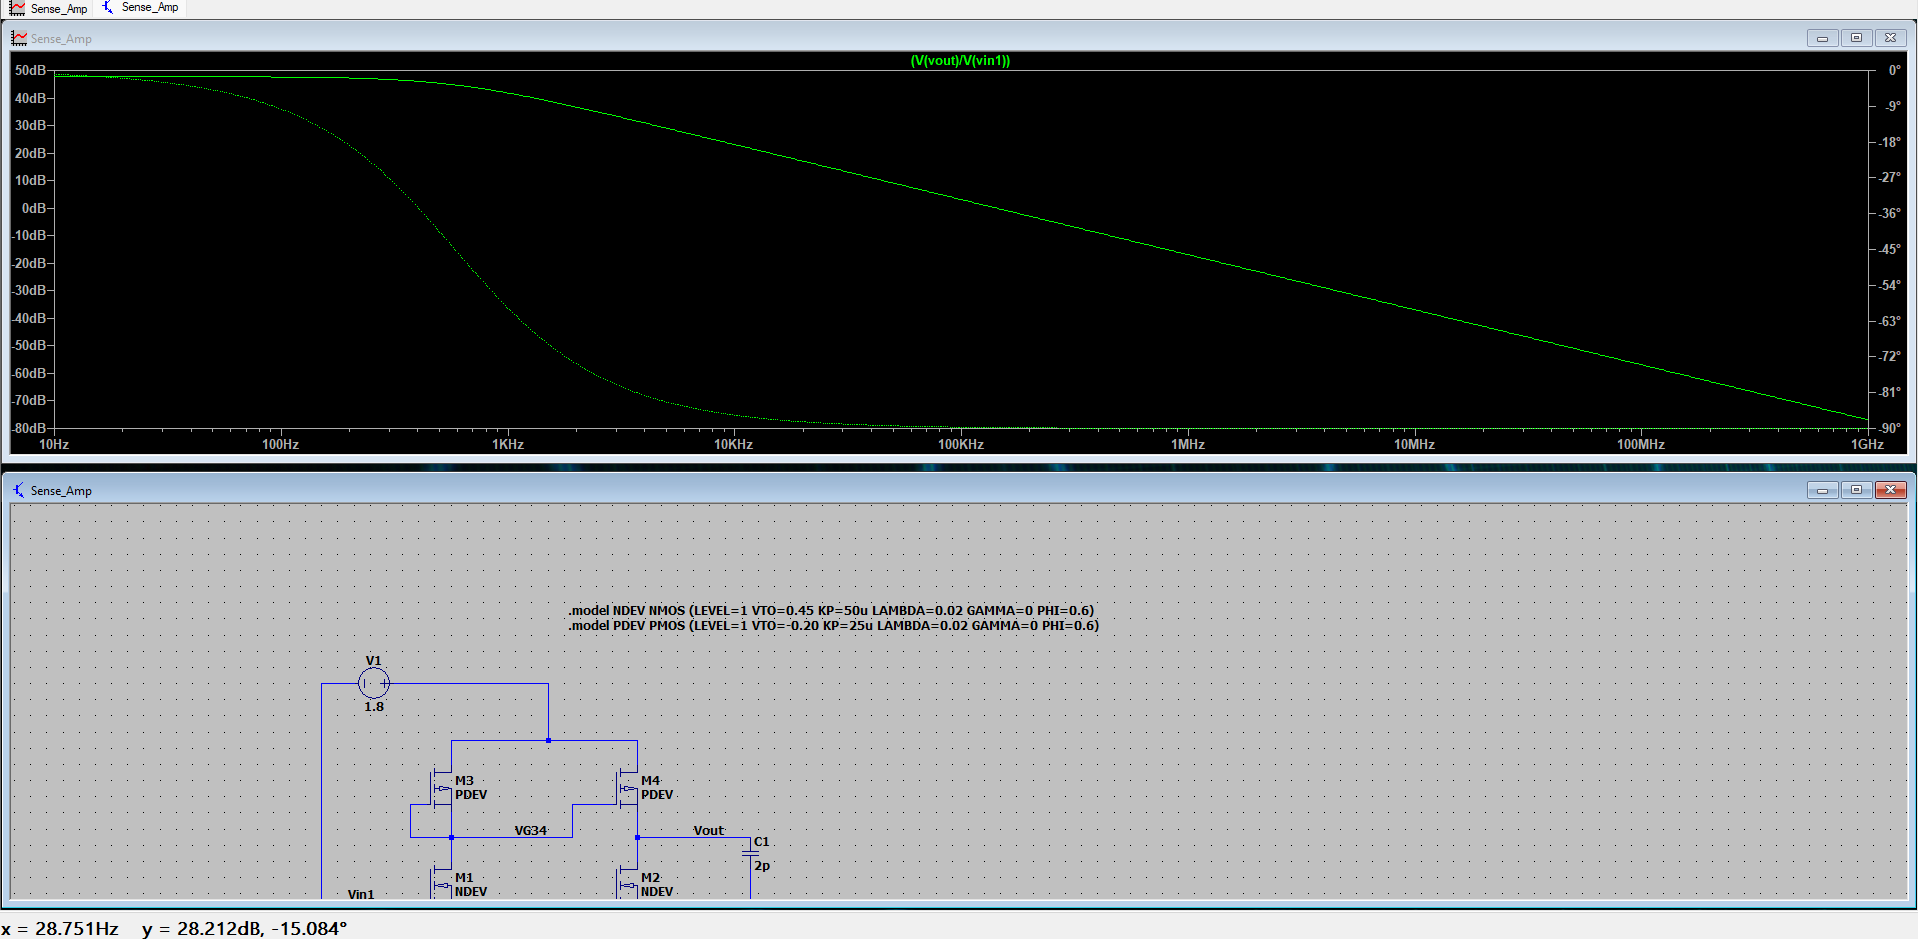 Sense_Amp Sense_Amp
Sense_Amp
(V(vout)/V(vin1))
50dB 0°
40dB -9°
30dB
20dB -18°
10dB -27°
0dB -36°
-10dB -45°
-20dB
-30dB -54°
-40dB -63°
-50dB -72°
-60dB
-70dB -81°
-80dB -90°
10Hz 100Hz 1KHz 10KHz 100KHz 1MHz 10MHz 100MHz 1GHz
Sense_Amp
.model NDEV NMOS (LEVEL=1 VTO=0.45 KP=50u LAMBDA=0.02 GAMMA=0 PHI=0.6)
.model PDEV PMOS (LEVEL=1 VTO=-0.20 KP=25u LAMBDA=0.02 GAMMA=0 PHI=0.6)
V1
1.8
M3 M4
PDEV PDEV
VG34 Vout
C1
2p
M1 M2
NDEV NDEV
Vin1
x = 28.751Hz y = 28.212dB, -15.084°